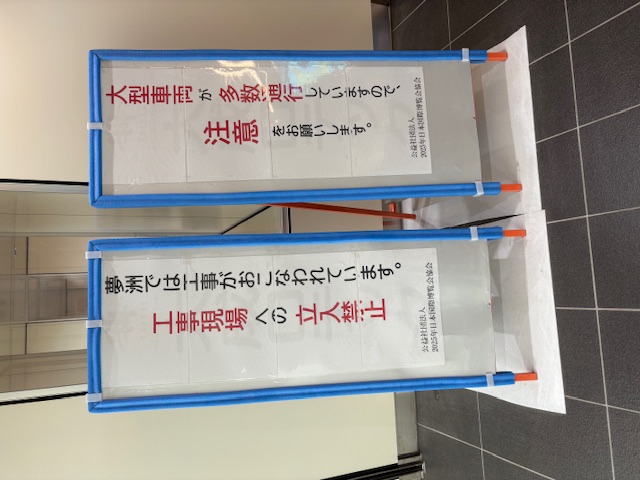 大型車両が多数通行していますので、
注意をお願いします。
公益社団法人
2025年日本国際博覧会協会
夢洲では工事がおこなわれています。
工事現場への立入禁止
公益社団法人
2025年日本国際博覧会協会